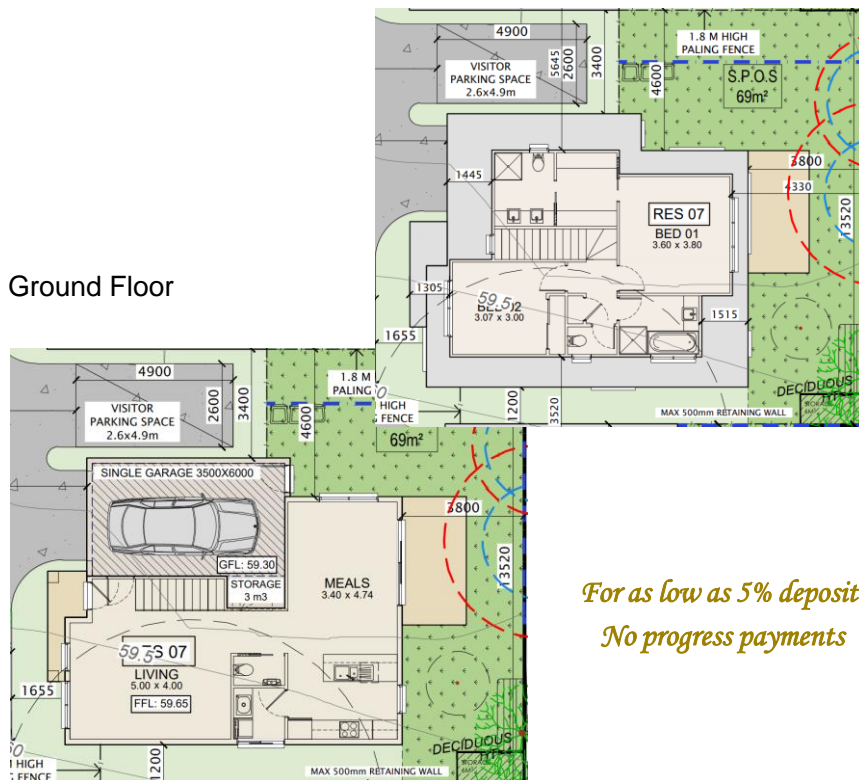 4900
1.8 M HIGH
PALING FENCE
VISITOR
PARKING SPACE
2.6x4.9m
5645
2600
3400
4600
S.P.O.S
69m²
3800
4330
13520
1445
RES 07
BED 01
3.60 x 3.80
59.5
1305
3.07 x 3.00
1655
1515
1200
3520
DECIDUOUS
MAX 500mm RETAINING WALL
Ground Floor
4900
1.8 M
PALING
HIGH
FENCE
VISITOR
PARKING SPACE
2.6x4.9m
2600
3400
4600
69m²
SINGLE GARAGE 3500X6000
3800
13520
GFL: 59.30
STORAGE
3 m3
MEALS
3.40 x 4.74
59.5
S 07
LIVING
5.00 x 4.00
FFL: 59.65
1655
1200
HIGH
FENCE
DECIDUOUS
MAX 500mm RETAINING WALL
For as low as 5% deposit
No progress payments